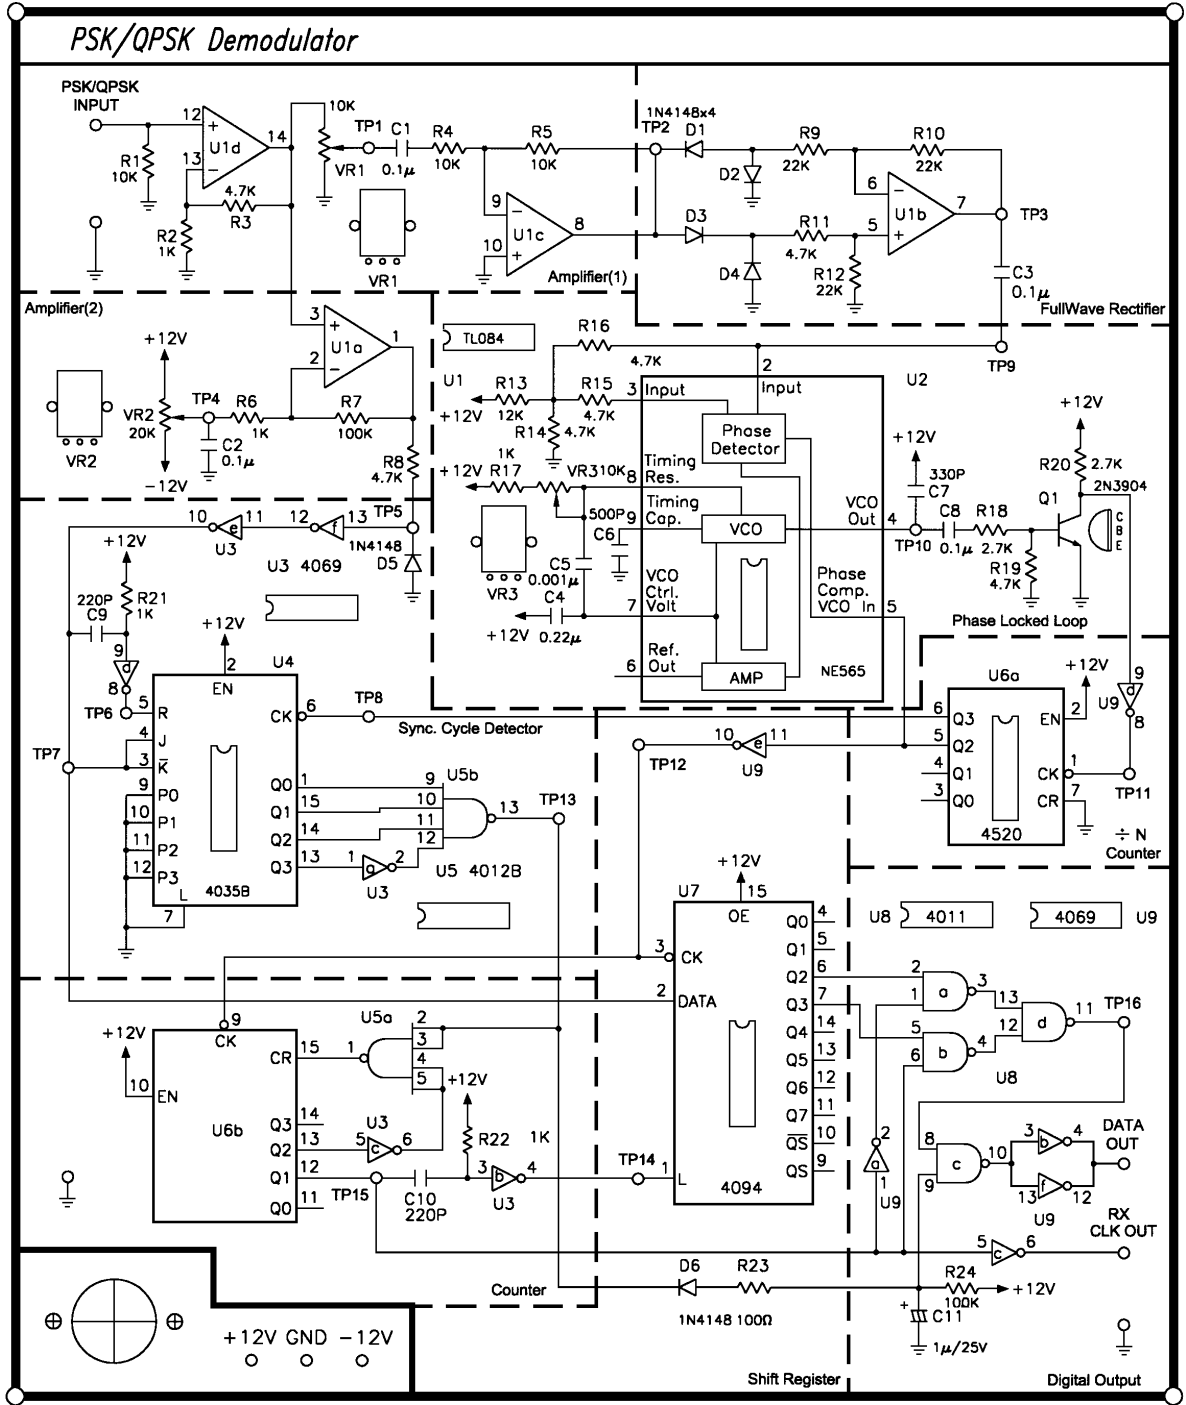 PSK/QPSK Demodulator
PSK/QPSK
INPUT
12
+
U1d
14
13
−
R1
10K
4.7K
R3
R2
1K
10K
VR1
TP1
C1
0.1μ
R4
10K
R5
10K
VR1
9
−
U1c
8
10
+
Amplifier(1)
1N4148x4
TP2
D1
D2
R9
22K
R10
22K
6
−
U1b
7
TP3
5
+
D3
D4
R11
4.7K
R12
22K
C3
0.1μ
FullWave Rectifier
TP9
Amplifier(2)
+12V
VR2
20K
-12V
VR2
TP4
R6
1K
C2
0.1μ
3
+
U1a
1
2
−
R7
100K
R8
4.7K
TP5
TL084
U1
R16
4.7K
R13
12K
+12V
R15
4.7K
R14
4.7K
1K
+12V
R17
VR3 10K
VR3
500P
C6
C5
0.001μ
C4
0.22μ
+12V
2
Input
3
Input
U2
Phase
Detector
8
Timing
Res.
9
Timing
Cap.
VCO
VCO
Out
4
7
VCO
Ctrl.
Volt
Phase
Comp.
VCO In
5
6
Ref.
Out
AMP
NE565
+12V
330P
C7
TP10
C8
0.1μ
R18
2.7K
R19
4.7K
+12V
R20
2.7K
2N3904
Q1
C
B
E
Phase Locked Loop
10
e
11
U3
12
f
13
1N4148
D5
U3 4069
+12V
220P
C9
R21
1K
9
d
8
TP6
TP7
+12V
2
EN
U4
5
R
CK
6
TP8
Sync. Cycle Detector
4
J
3
K̅
9
P0
10
P1
11
P2
12
P3
L
7
4035B
Q0
1
Q1
15
Q2
14
Q3
13
1
a
2
U3
9
10
11
12
U5b
13
TP13
U5 4012B
10
e
11
U9
TP12
U6a
6
Q3
5
Q2
4
Q1
3
Q0
+12V
EN
2
CK
1
CR
7
4520
9
d
U9
8
TP11
÷ N
Counter
+12V
U7
15
OE
3
CK
2
DATA
1
L
4094
Q0
4
Q1
5
Q2
6
Q3
7
Q4
14
Q5
13
Q6
12
Q7
11
Q̅S̅
10
QS
9
U8
4011
4069
U9
2
1
a
3
5
6
b
4
13
12
d
11
TP16
U8
8
9
c
10
3
b
4
13
f
12
U9
DATA
OUT
2
a
1
U9
RX
CLK OUT
5
c
6
+12V
10
EN
9
CK
U6b
CR
15
Q3
14
Q2
13
Q1
12
Q0
11
U5a
1
2
3
4
5
U3
5
c
6
+12V
R22
1K
TP15
C10
220P
3
b
4
U3
TP14
Counter
D6
R23
1N4148 100Ω
R24
100K
+12V
+
C11
1μ/25V
+12V GND -12V
Shift Register
Digital Output